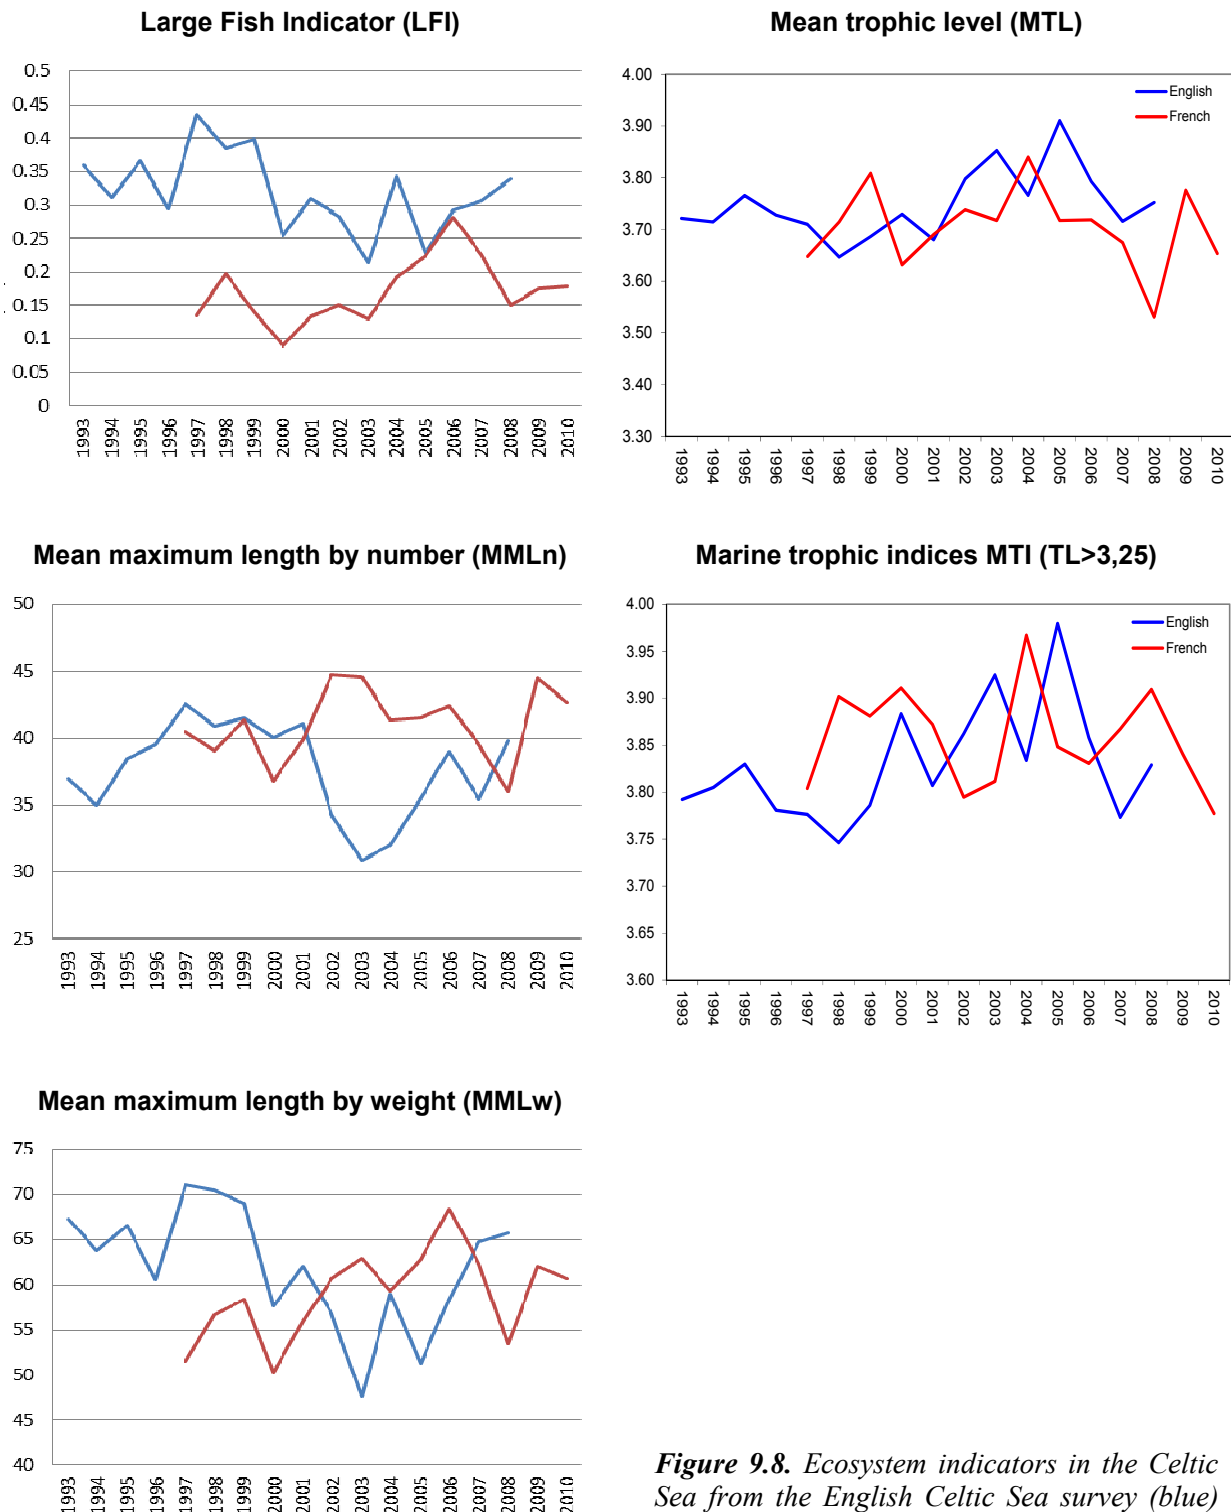 Large Fish Indicator (LFI)
0.5
0.45
0.4
0.35
0.3
0.25
0.2
0.15
0.1
0.05
0
1993 1994 1995 1996 1997 1998 1999 2000 2001 2002 2003 2004 2005 2006 2007 2008 2009 2010
Mean trophic level (MTL)
4.00
3.90
3.80
3.70
3.60
3.50
3.40
3.30
English
French
1993 1994 1995 1996 1997 1998 1999 2000 2001 2002 2003 2004 2005 2006 2007 2008 2009 2010
Mean maximum length by number (MMLn)
50
45
40
35
30
25
1993 1994 1995 1996 1997 1998 1999 2000 2001 2002 2003 2004 2005 2006 2007 2008 2009 2010
Marine trophic indices MTI (TL>3,25)
4.00
3.95
3.90
3.85
3.80
3.75
3.70
3.65
3.60
English
French
1993 1994 1995 1996 1997 1998 1999 2000 2001 2002 2003 2004 2005 2006 2007 2008 2009 2010
Mean maximum length by weight (MMLw)
75
70
65
60
55
50
45
40
1993 1994 1995 1996 1997 1998 1999 2000 2001 2002 2003 2004 2005 2006 2007 2008 2009 2010
Figure 9.8. Ecosystem indicators in the Celtic
Sea from the English Celtic Sea survey (blue)